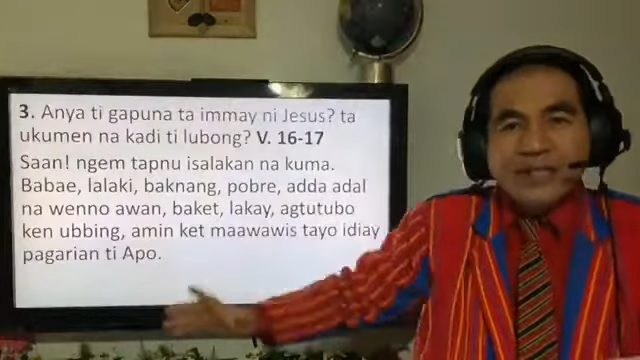 3. Anya ti gapuna ta immay ni Jesus? ta
ukumen na kadi ti lubong? V. 16-17
Saan! ngem tapnu isalakan na kuma.
Babae, lalaki, baknang, pobre, adda adal
na wenno awan, baket, lakay, agtutubo
ken ubbing, amin ket maawawis tayo idiay
pagarian ti Apo.